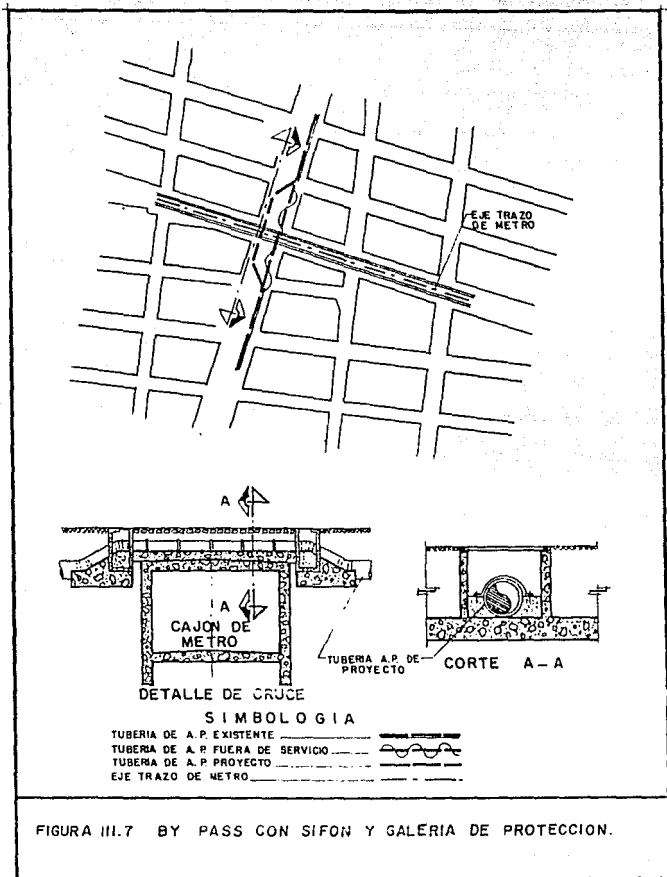 EJE TRAZO
DE METRO
A
A
CAJON DE
METRO
TUBERIA A.P. DE
PROYECTO
CORTE A-A
DETALLE DE CRUCE
SIMBOLOGIA
TUBERIA DE A.P. EXISTENTE
TUBERIA DE A.P. FUERA DE SERVICIO
TUBERIA DE A.P. PROYECTO
EJE TRAZO DE METRO
FIGURA III.7 BY PASS CON SIFON Y GALERIA DE PROTECCION.